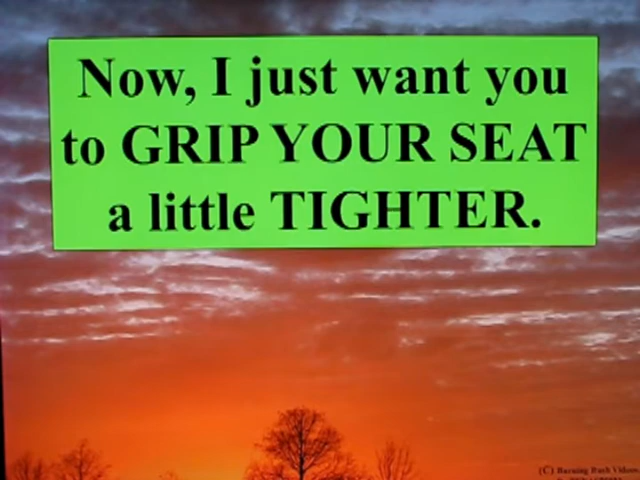 Now, I just want you
to GRIP YOUR SEAT
a little TIGHTER.
(C) Burning Bush Videos